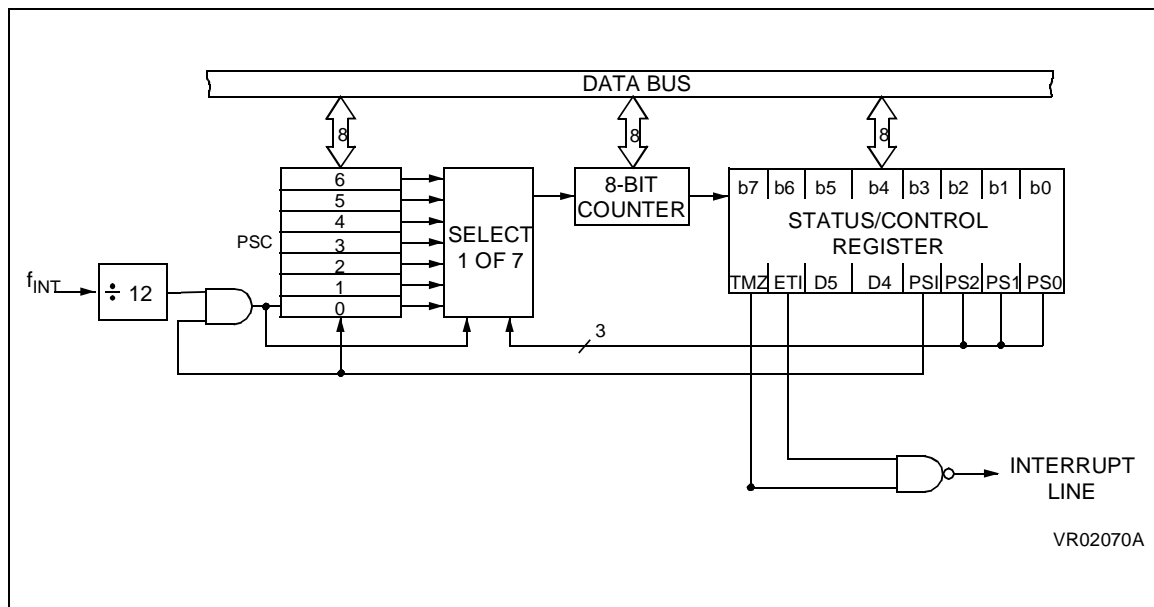 DATA BUS
8
8
8
6
5
4
3
2
1
0
PSC
fINT
÷ 12
SELECT
1 OF 7
8-BIT
COUNTER
b7 b6 b5 b4 b3 b2 b1 b0
STATUS/CONTROL
REGISTER
TMZ ETI D5 D4 PSI PS2 PS1 PS0
3
INTERRUPT
LINE
VR02070A